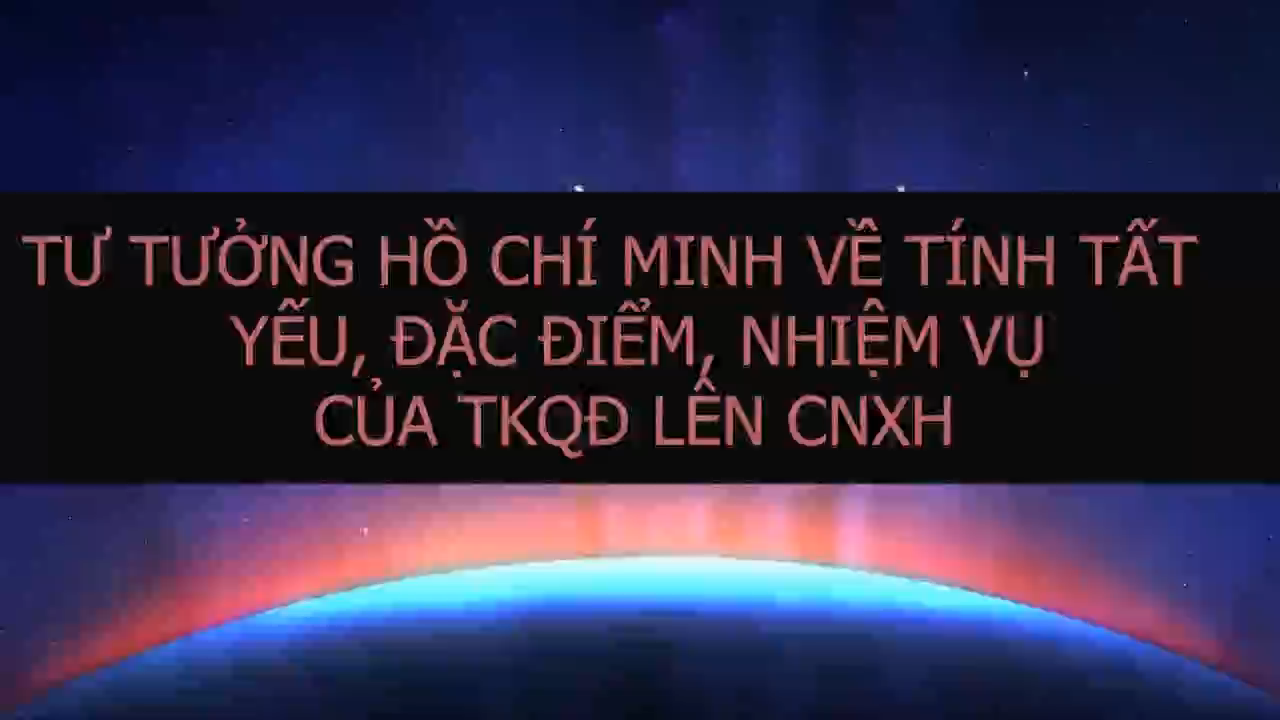 TƯ TƯỞNG HỒ CHÍ MINH VỀ TÍNH TẤT
YẾU, ĐẶC ĐIỂM, NHIỆM VỤ
CỦA TKQĐ LÊN CNXH